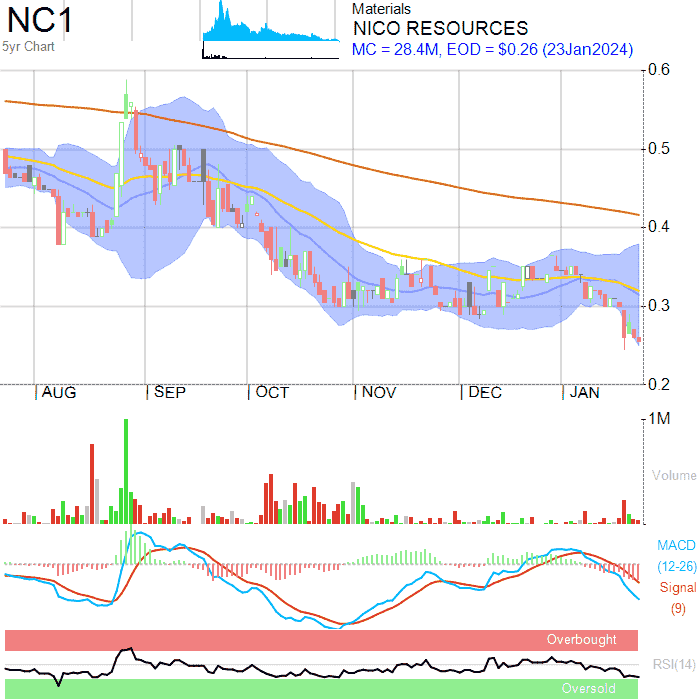 NC1
5yr Chart
Materials
NICO RESOURCES
MC = 28.4M, EOD = $0.26 (23Jan2024)
0.6
0.5
0.4
0.3
0.2
AUG SEP OCT NOV DEC JAN
1M
Volume
MACD
(12-26)
Signal
(9)
Overbought
RSI(14)
Oversold